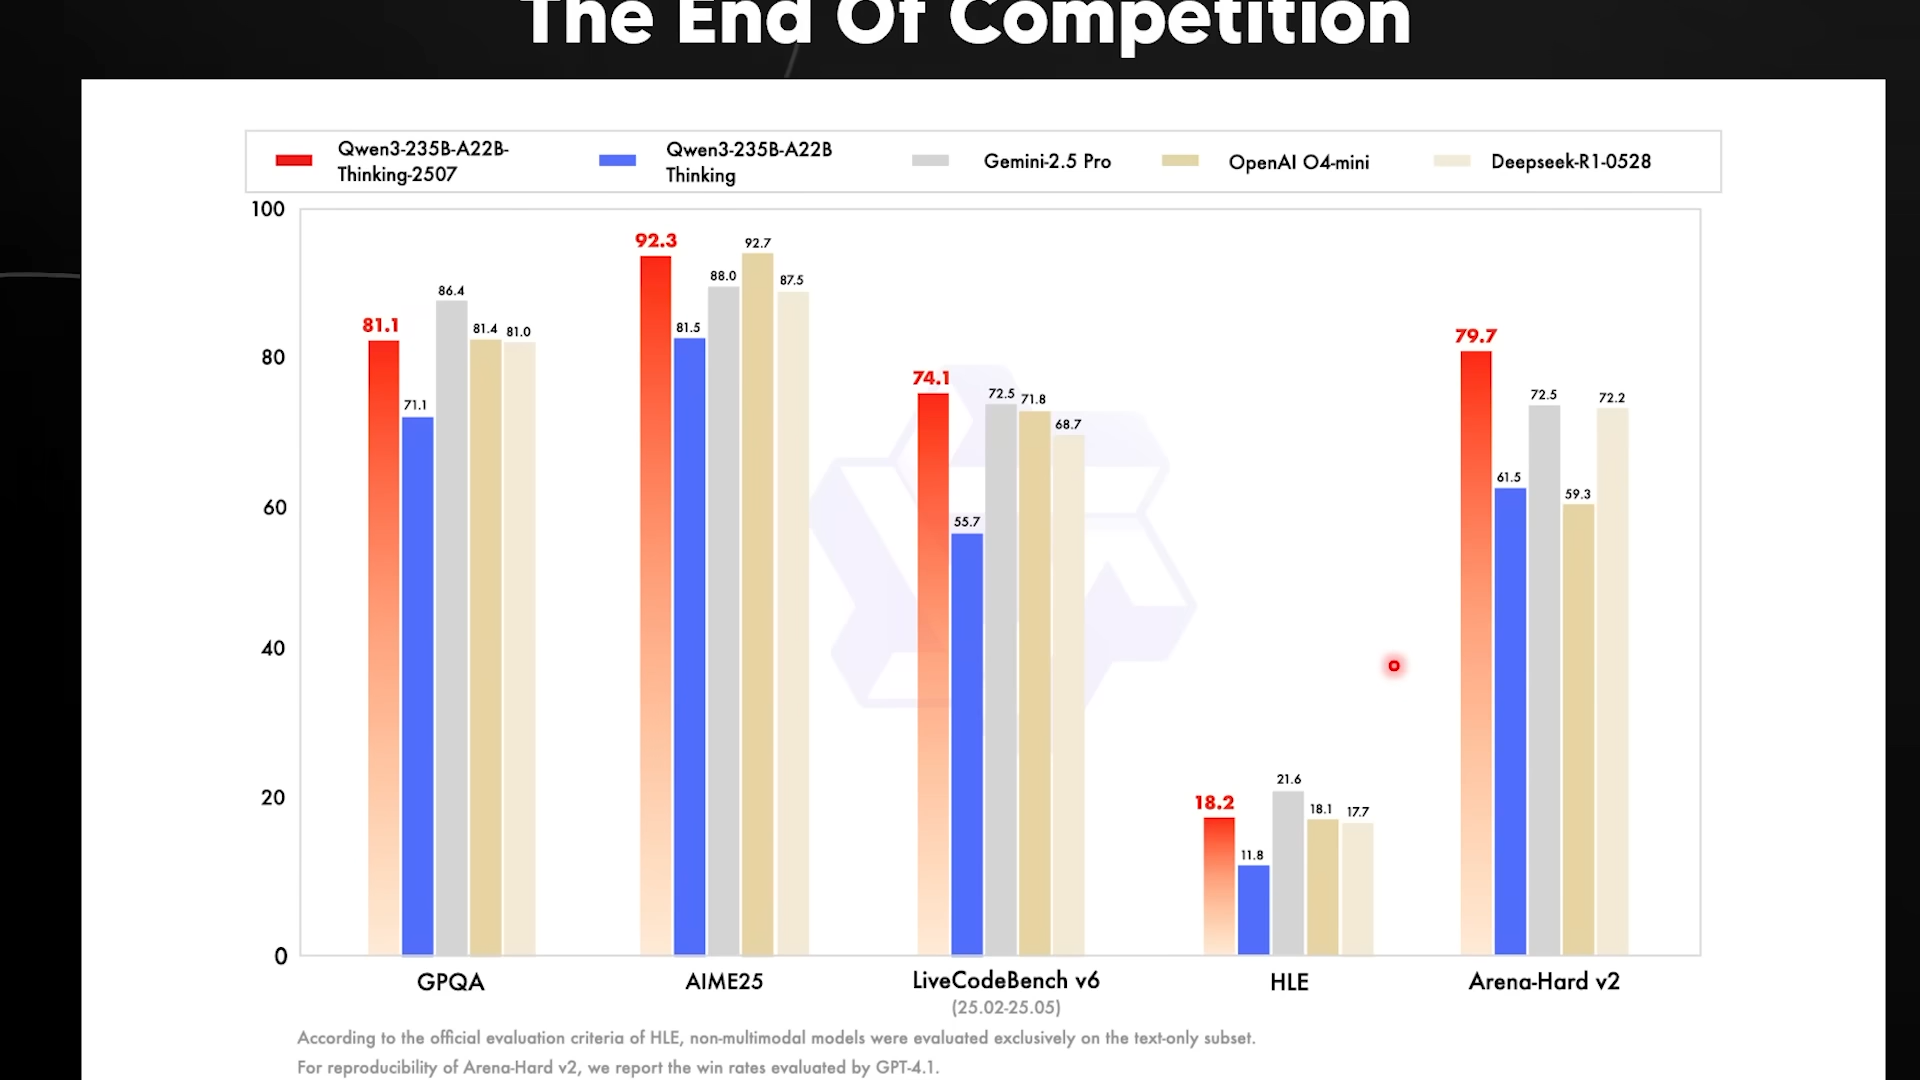 The End Of Competition
Qwen3-235B-A22B-
Thinking-2507
Qwen3-235B-A22B
Thinking
Gemini-2.5 Pro
OpenAI O4-mini
Deepseek-R1-0528
100
80
60
40
20
0
81.1
71.1
86.4
81.4
81.0
92.3
81.5
88.0
92.7
87.5
74.1
55.7
72.5
71.8
68.7
18.2
11.8
21.6
18.1
17.7
79.7
61.5
72.5
59.3
72.2
GPQA
AIME25
LiveCodeBench v6
(25.02-25.05)
HLE
Arena-Hard v2
According to the official evaluation criteria of HLE, non-multimodal models were evaluated exclusively on the text-only subset.
For reproducibility of Arena-Hard v2, we report the win rates evaluated by GPT-4.1.